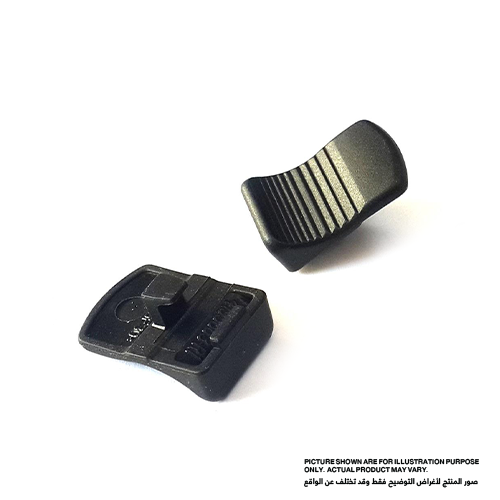 PICTURE SHOWN ARE FOR ILLUSTRATION PURPOSE
ONLY. ACTUAL PRODUCT MAY VARY.
صور المنتج لأغراض التوضيح فقط وقد تختلف عن الواقع